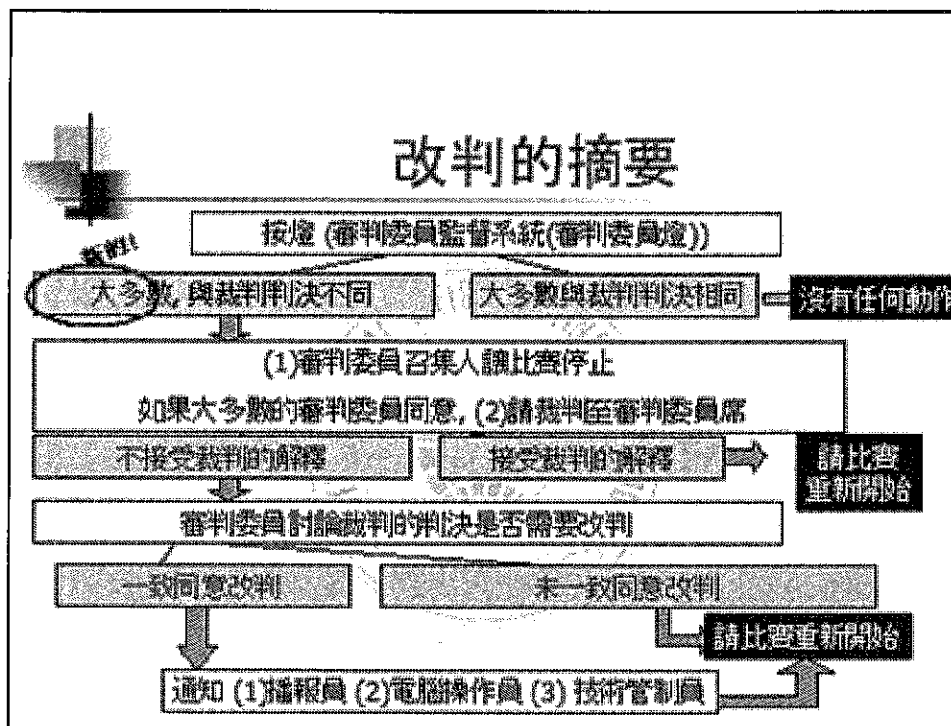 改判的摘要
按燈 (審判委員監督系統(審判委員燈))
大多數, 與裁判判決不同
大多數與裁判判決相同
沒有任何動作
(1)審判委員召集人讓比賽停止
如果大多數的審判委員同意, (2)請裁判至審判委員席
不接受裁判的解釋
接受裁判的解釋
請比賽
重新開始
審判委員討論裁判的判決是否需要改判
一致同意改判
未一致同意改判
請比賽重新開始
通知 (1)播報員 (2)電腦操作員 (3) 技術管制員